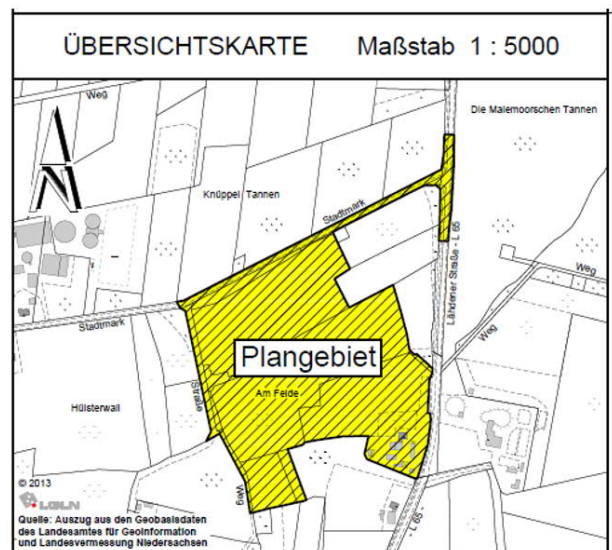 ÜBERSICHTSKARTE Maßstab 1 : 5000
Weg
Die Malemoorschen Tannen
N
Knüppel Tannen
Stadtmark
Lähdener Straße - L 65
Weg
Stadtmark
Weg
Plangebiet
Straße
Am Felde
Hülsterwall
Weg
- L 65 -
© 2013
LGLN
Quelle: Auszug aus den Geobasisdaten
des Landesamtes für Geoinformation
und Landesvermessung Niedersachsen